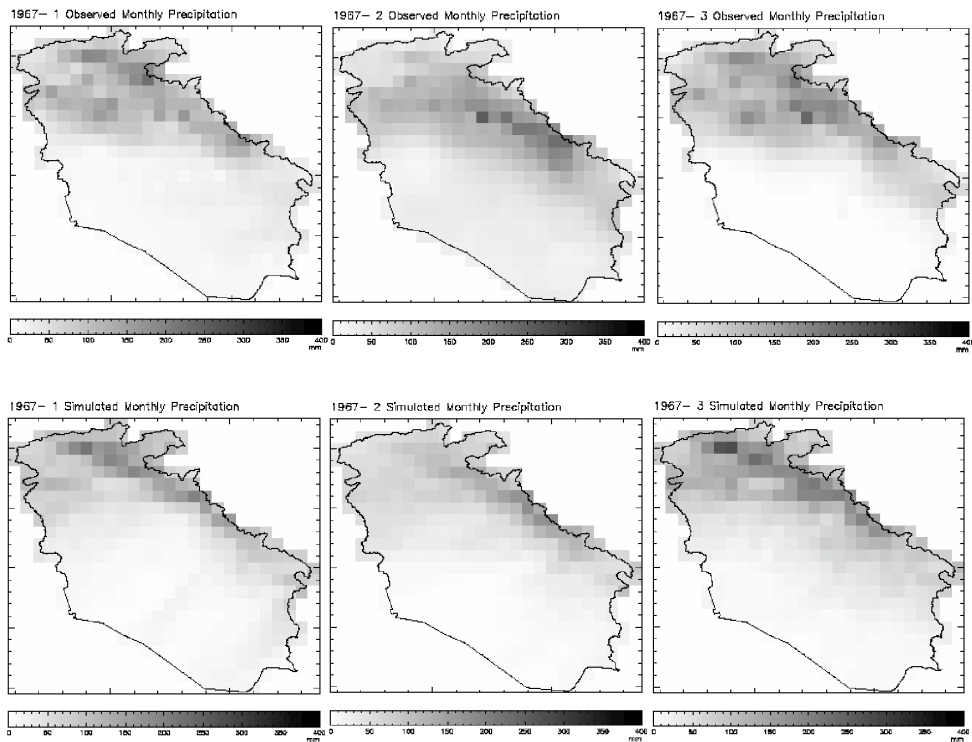 1967- 1 Observed Monthly Precipitation
1967- 2 Observed Monthly Precipitation
1967- 3 Observed Monthly Precipitation
0 50 100 150 200 250 300 350 400
mm
0 50 100 150 200 250 300 350 400
mm
0 50 100 150 200 250 300 350 40
mm
1967- 1 Simulated Monthly Precipitation
1967- 2 Simulated Monthly Precipitation
1967- 3 Simulated Monthly Precipitation
0 50 100 150 200 250 300 350 400
mm
0 50 100 150 200 250 300 350 400
mm
0 50 100 150 200 250 300 350 400
mm